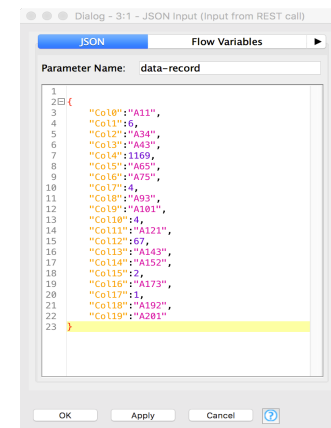 Dialog - 3:1 - JSON Input (Input from REST call)
JSON Flow Variables
Parameter Name: data-record
1
2 {
3 "Col0":"A11",
4 "Col1":6,
5 "Col2":"A34",
6 "Col3":"A43",
7 "Col4":1169,
8 "Col5":"A65",
9 "Col6":"A75",
10 "Col7":4,
11 "Col8":"A93",
12 "Col9":"A101",
13 "Col10":4,
14 "Col11":"A121",
15 "Col12":67,
16 "Col13":"A143",
17 "Col14":"A152",
18 "Col15":2,
19 "Col16":"A173",
20 "Col17":1,
21 "Col18":"A192",
22 "Col19":"A201"
23 }
OK Apply Cancel ?